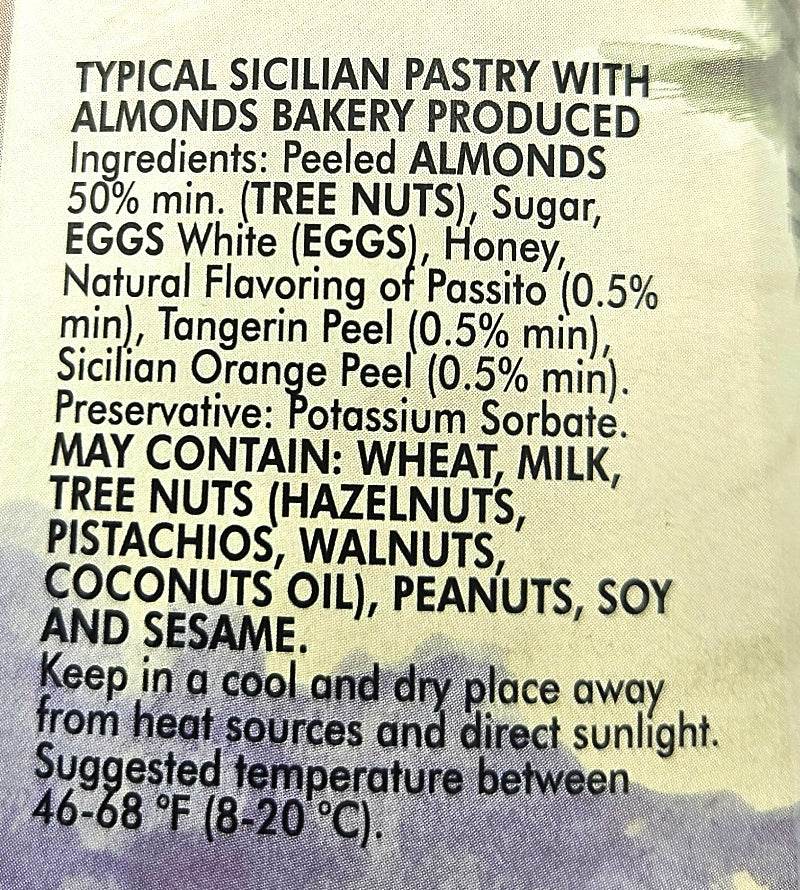 TYPICAL SICILIAN PASTRY WITH
ALMONDS BAKERY PRODUCED
Ingredients: Peeled ALMONDS
50% min. (TREE NUTS), Sugar,
EGGS White (EGGS), Honey,
Natural Flavoring of Passito (0.5%
min), Tangerin Peel (0.5% min),
Sicilian Orange Peel (0.5% min).
Preservative: Potassium Sorbate.
MAY CONTAIN: WHEAT, MILK,
TREE NUTS (HAZELNUTS,
PISTACHIOS, WALNUTS,
COCONUTS OIL), PEANUTS, SOY
AND SESAME.
Keep in a cool and dry place away
from heat sources and direct sunlight.
Suggested temperature between
46-68 °F (8-20 °C).